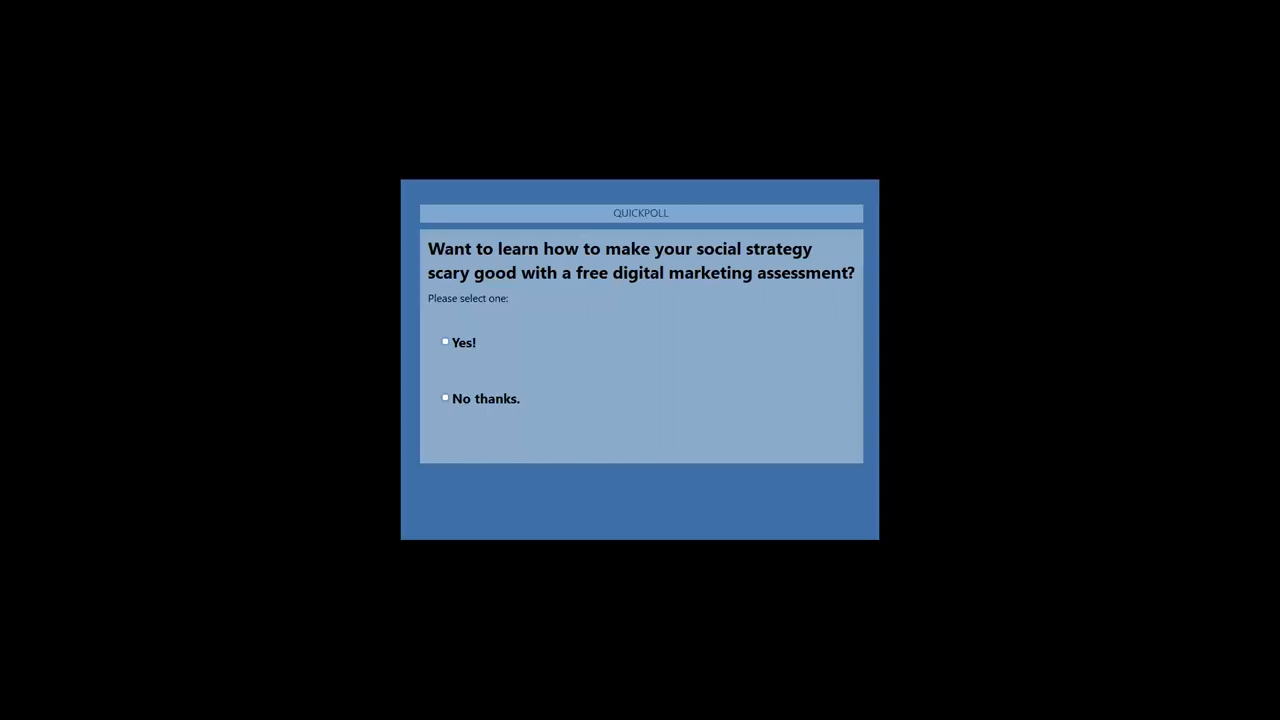 QUICKPOLL
Want to learn how to make your social strategy
scary good with a free digital marketing assessment?
Please select one:
Yes!
No thanks.